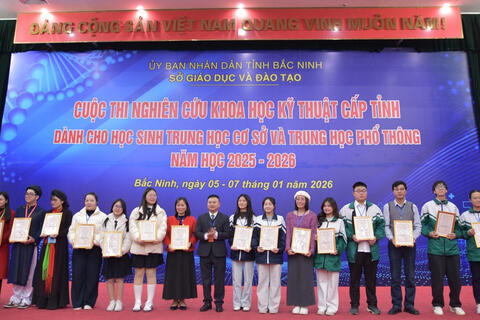 ĐẢNG CỘNG SẢN VIỆT NAM QUANG VINH MUÔN NĂM!
ỦY BAN NHÂN DÂN TỈNH BẮC NINH
SỞ GIÁO DỤC VÀ ĐÀO TẠO
CUỘC THI NGHIÊN CỨU KHOA HỌC KỸ THUẬT CẤP TỈNH
DÀNH CHO HỌC SINH TRUNG HỌC CƠ SỞ VÀ TRUNG HỌC PHỔ THÔNG
NĂM HỌC 2025 - 2026
Bắc Ninh, ngày 05 - 07 tháng 01 năm 2026